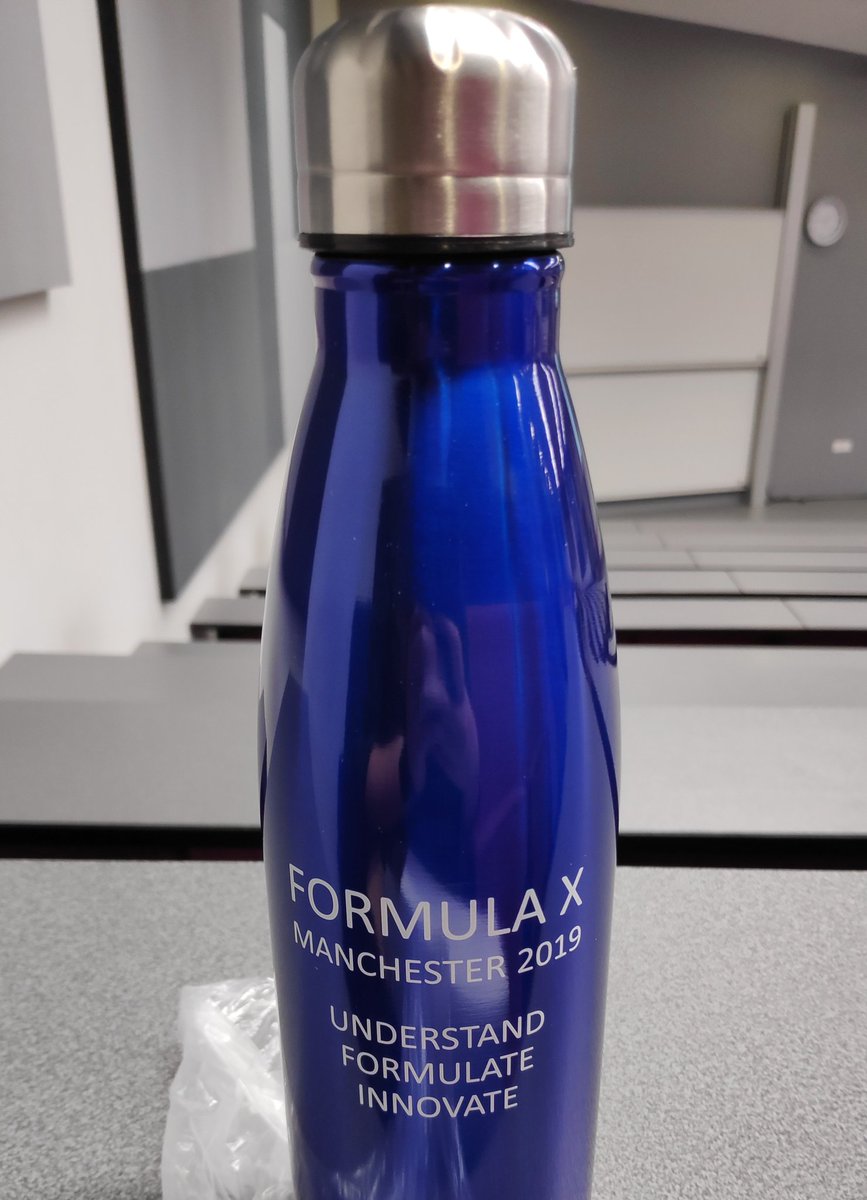 FORMULA X
MANCHESTER 2019
UNDERSTAND
FORMULATE
INNOVATE